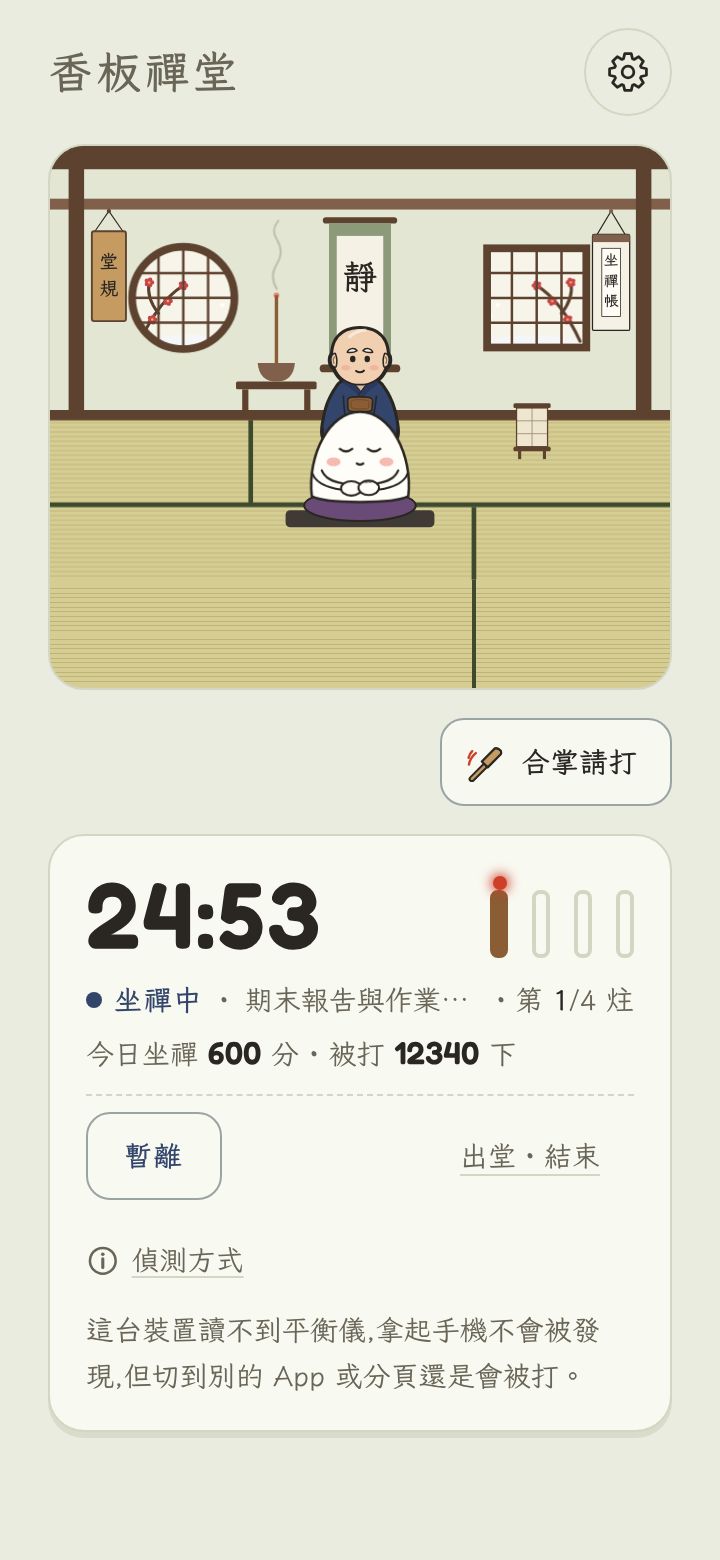 香板禪堂
堂規
靜
坐禪帳
合掌請打
24:53
坐禪中 · 期末報告與作業… · 第 1/4 炷
今日坐禪 600 分 · 被打 12340 下
暫離
出堂 · 結束
偵測方式
這台裝置讀不到平衡儀,拿起手機不會被發
現,但切到別的 App 或分頁還是會被打。